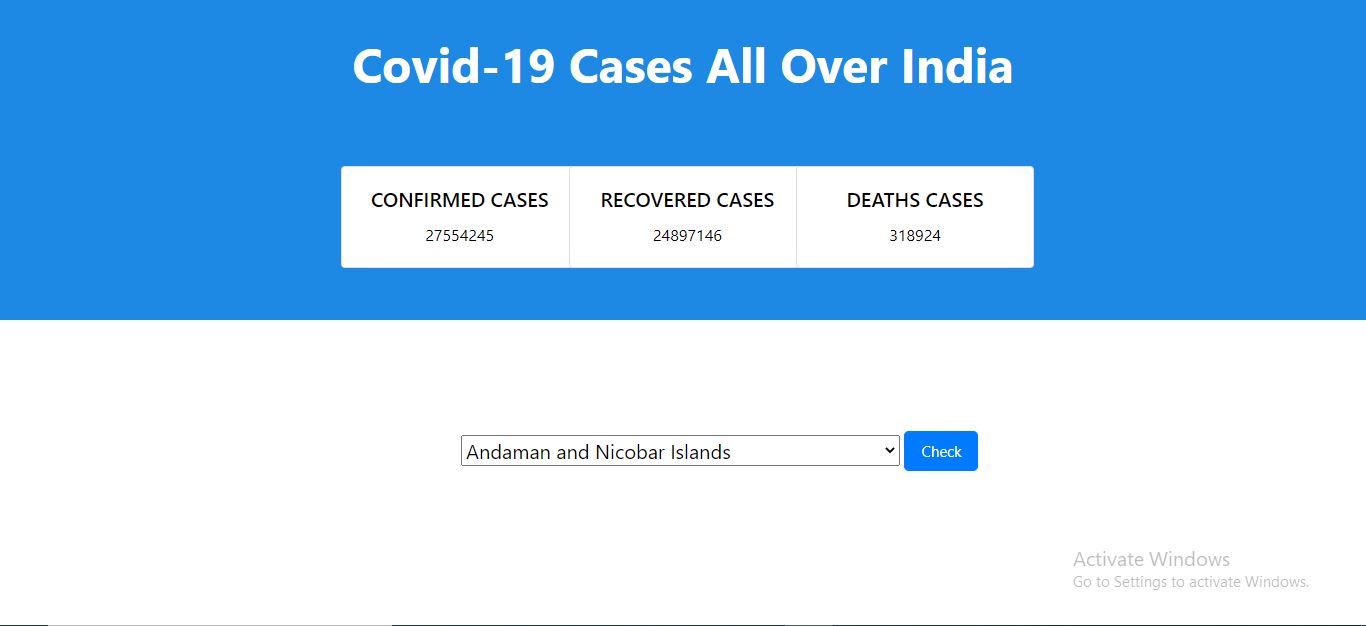 Covid-19 Cases All Over India
CONFIRMED CASES
27554245
RECOVERED CASES
24897146
DEATHS CASES
318924
Andaman and Nicobar Islands
Check
Activate Windows
Go to Settings to activate Windows.